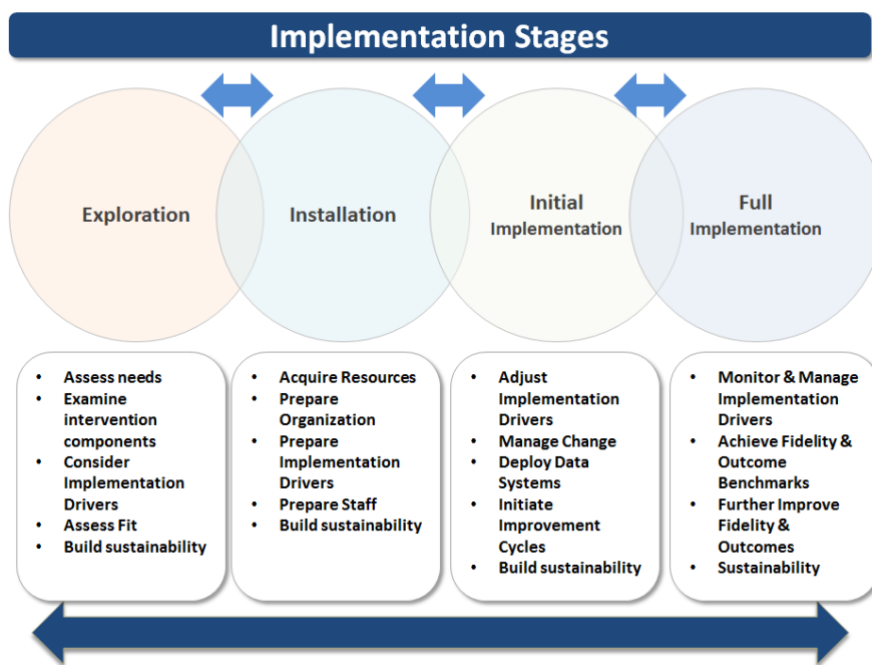 Implementation Stages
Exploration
Installation
Initial
Implementation
Full
Implementation
• Assess needs
• Examine
intervention
components
• Consider
Implementation
Drivers
• Assess Fit
• Build sustainability
• Acquire Resources
• Prepare
Organization
• Prepare
Implementation
Drivers
• Prepare Staff
• Build sustainability
• Adjust
Implementation
Drivers
• Manage Change
• Deploy Data
Systems
• Initiate
Improvement
Cycles
• Build sustainability
• Monitor & Manage
Implementation
Drivers
• Achieve Fidelity &
Outcome
Benchmarks
• Further Improve
Fidelity &
Outcomes
• Sustainability